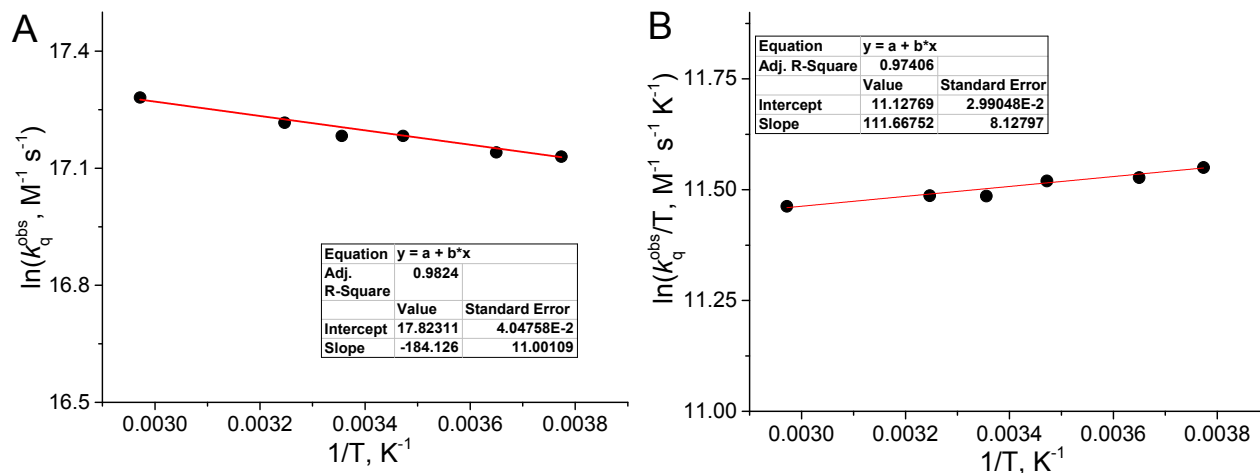 A
ln(k_q^obs, M^-1 s^-1)
17.4
17.1
16.8
16.5
Equation y = a + b*x
Adj. R-Square 0.9824
Value Standard Error
Intercept 17.82311 4.04758E-2
Slope -184.126 11.00109
0.0030 0.0032 0.0034 0.0036 0.0038
1/T, K^-1
B
ln(k_q^obs/T, M^-1 s^-1 K^-1)
11.75
11.50
11.25
11.00
Equation y = a + b*x
Adj. R-Square 0.97406
Value Standard Error
Intercept 11.12769 2.99048E-2
Slope 111.66752 8.12797
0.0030 0.0032 0.0034 0.0036 0.0038
1/T, K^-1